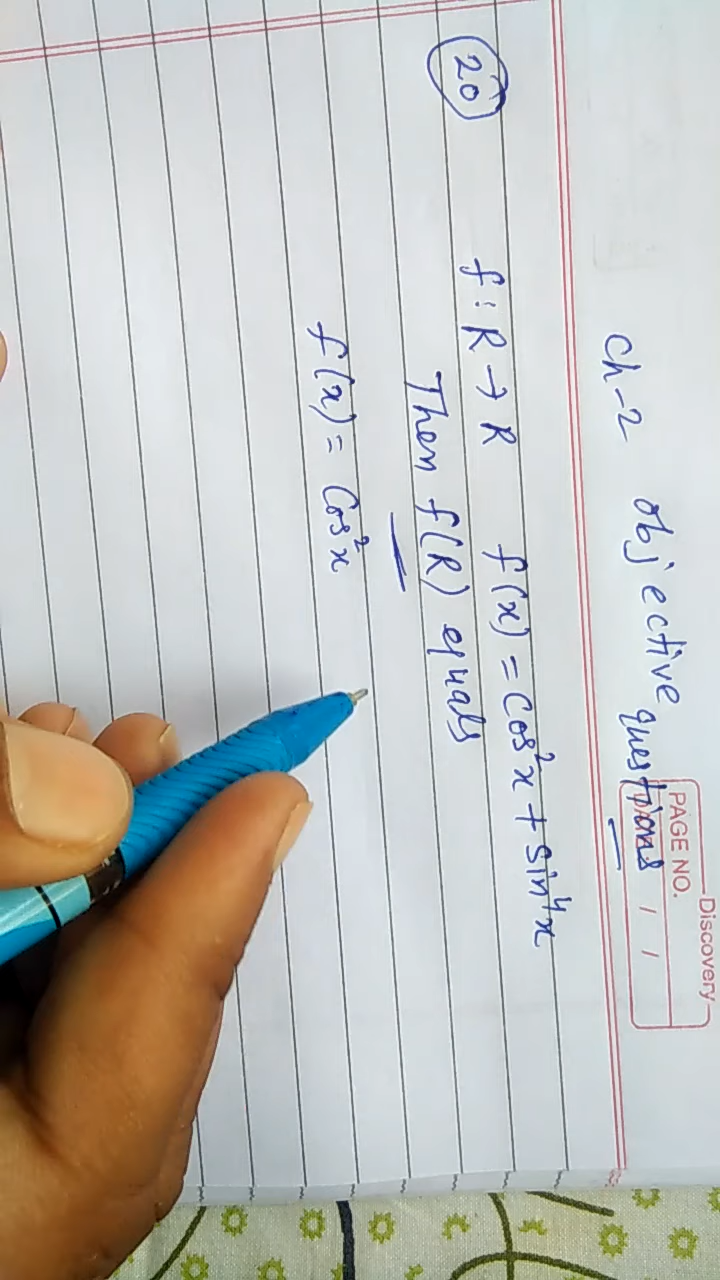 Discovery
PAGE NO.
/ /
Ch-2 objective questions
20
f : R → R f(x) = Cos²x + sin⁴x
Then f(R) equals
f(x) = Cos²x